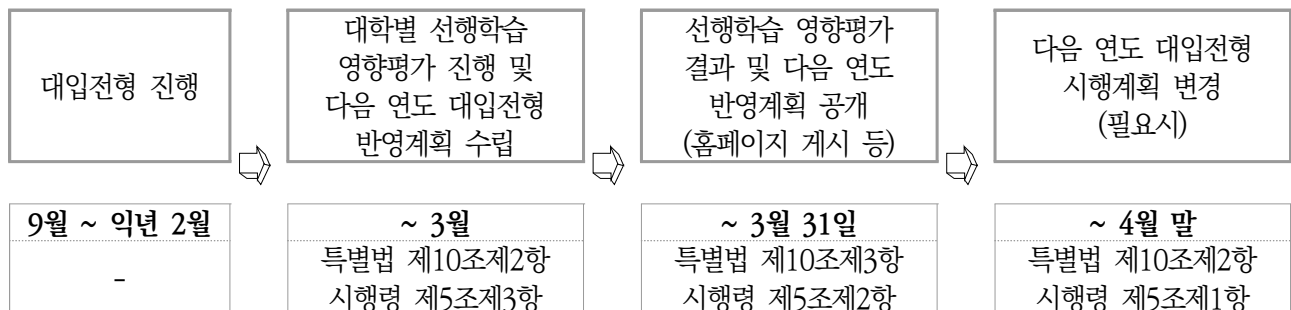 대입전형 진행
대학별 선행학습
영향평가 진행 및
다음 연도 대입전형
반영계획 수립
선행학습 영향평가
결과 및 다음 연도
반영계획 공개
(홈페이지 게시 등)
다음 연도 대입전형
시행계획 변경
(필요시)
9월 ~ 익년 2월
-
~ 3월
특별법 제10조제2항
시행령 제5조제3항
~ 3월 31일
특별법 제10조제3항
시행령 제5조제2항
~ 4월 말
특별법 제10조제2항
시행령 제5조제1항